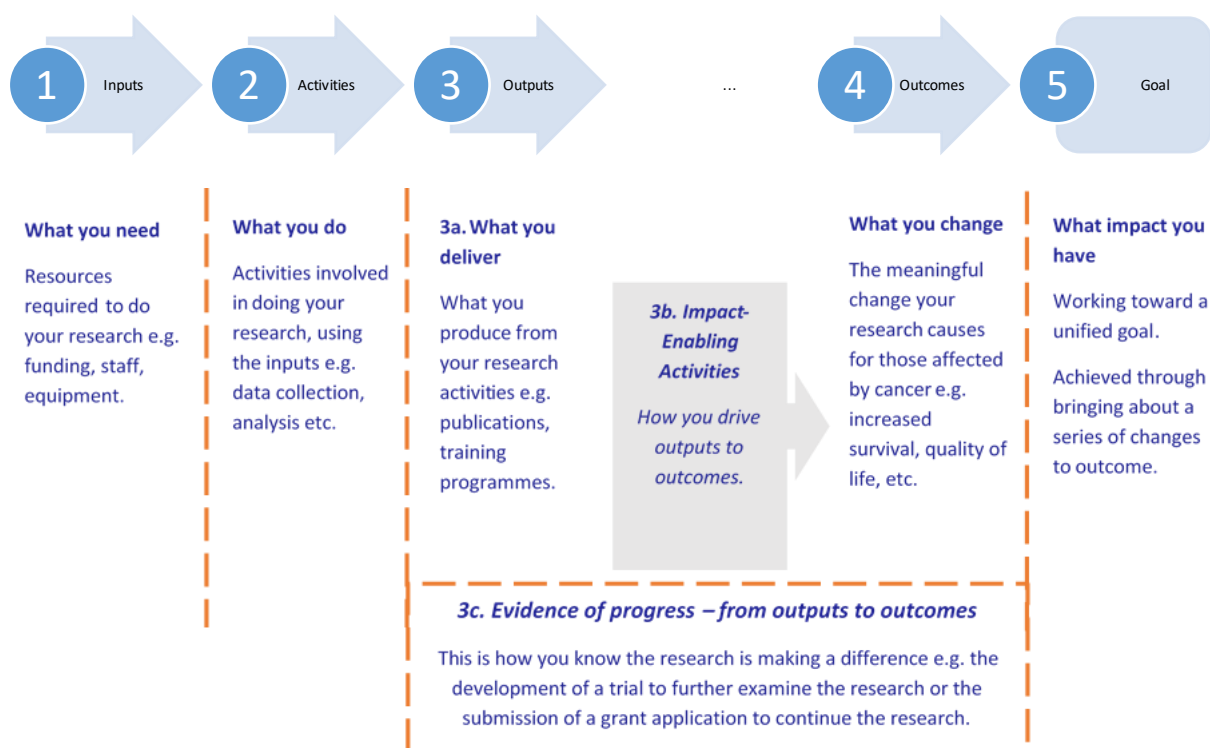 1 Inputs
2 Activities
3 Outputs
...
4 Outcomes
5 Goal
What you need
Resources
required to do
your research e.g.
funding, staff,
equipment.
What you do
Activities involved
in doing your
research, using
the inputs e.g.
data collection,
analysis etc.
3a. What you
deliver
What you
produce from
your research
activities e.g.
publications,
training
programmes.
3b. Impact-
Enabling
Activities
How you drive
outputs to
outcomes.
What you change
The meaningful
change your
research causes
for those affected
by cancer e.g.
increased
survival, quality of
life, etc.
What impact you
have
Working toward a
unified goal.
Achieved through
bringing about a
series of changes
to outcome.
3c. Evidence of progress – from outputs to outcomes
This is how you know the research is making a difference e.g. the
development of a trial to further examine the research or the
submission of a grant application to continue the research.